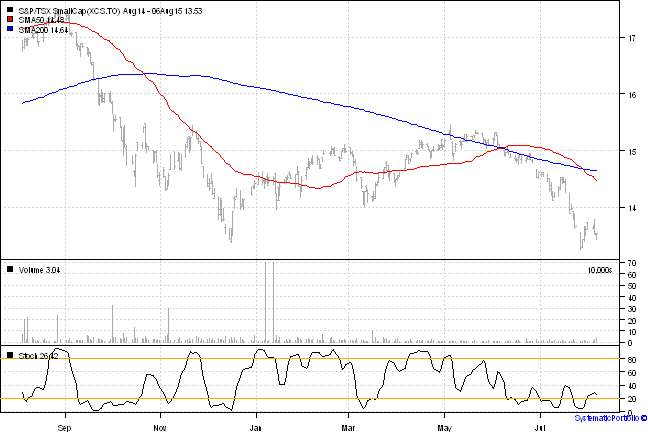 S&P/TSX SmallCap(XCS.TO) Aug14 - 06Aug15 13.53
SMA50 14.48
SMA200 14.64
17
16
15
14
Volume 3.04
10,000s
70
60
50
40
30
20
10
0
Stoch 26.42
80
60
40
20
0
Sep
Nov
Jan
Mar
May
Jul
SystematicPortfolio ©